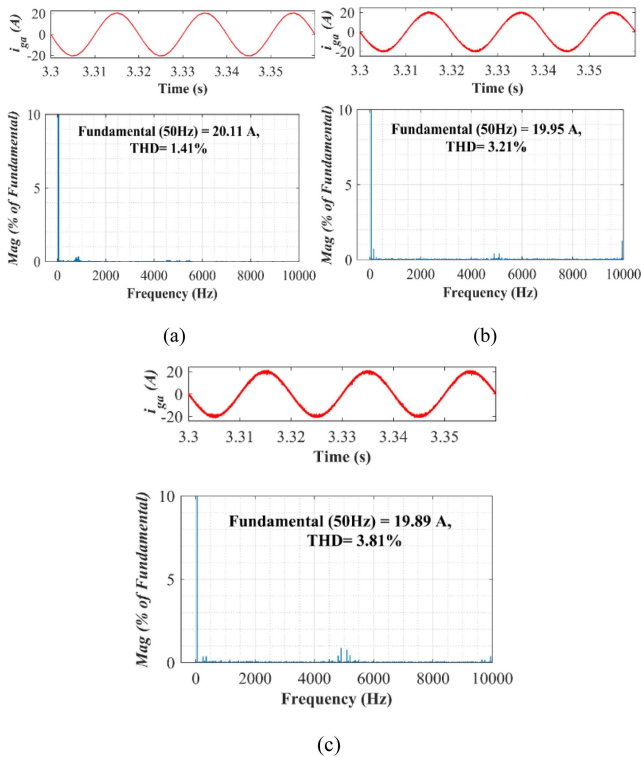 i_ga (A)
20
0
-20
3.3 3.31 3.32 3.33 3.34 3.35
Time (s)
Mag (% of Fundamental)
10
5
0
Fundamental (50Hz) = 20.11 A,
THD= 1.41%
0 2000 4000 6000 8000 10000
Frequency (Hz)
(a)
i_ga (A)
20
0
-20
3.3 3.31 3.32 3.33 3.34 3.35
Time (s)
Mag (% of Fundamental)
10
5
0
Fundamental (50Hz) = 19.95 A,
THD= 3.21%
0 2000 4000 6000 8000 10000
Frequency (Hz)
(b)
i_ga (A)
20
0
-20
3.3 3.31 3.32 3.33 3.34 3.35
Time (s)
Mag (% of Fundamental)
10
5
0
Fundamental (50Hz) = 19.89 A,
THD= 3.81%
0 2000 4000 6000 8000 10000
Frequency (Hz)
(c)